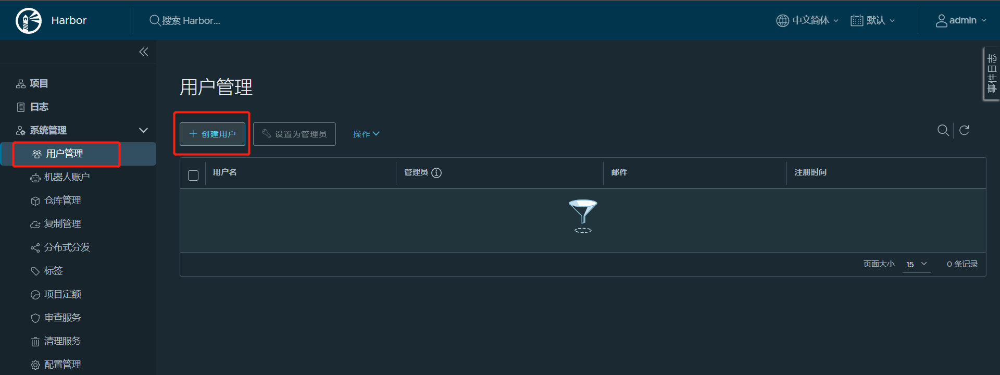 Harbor
搜索 Harbor...
中文简体
默认
admin
事件日志
项目
日志
系统管理
用户管理
机器人账户
仓库管理
复制管理
分布式分发
标签
项目定额
审查服务
清理服务
配置管理
用户管理
创建用户
设置为管理员
操作
用户名
管理员
邮件
注册时间
页面大小 15
0 条记录